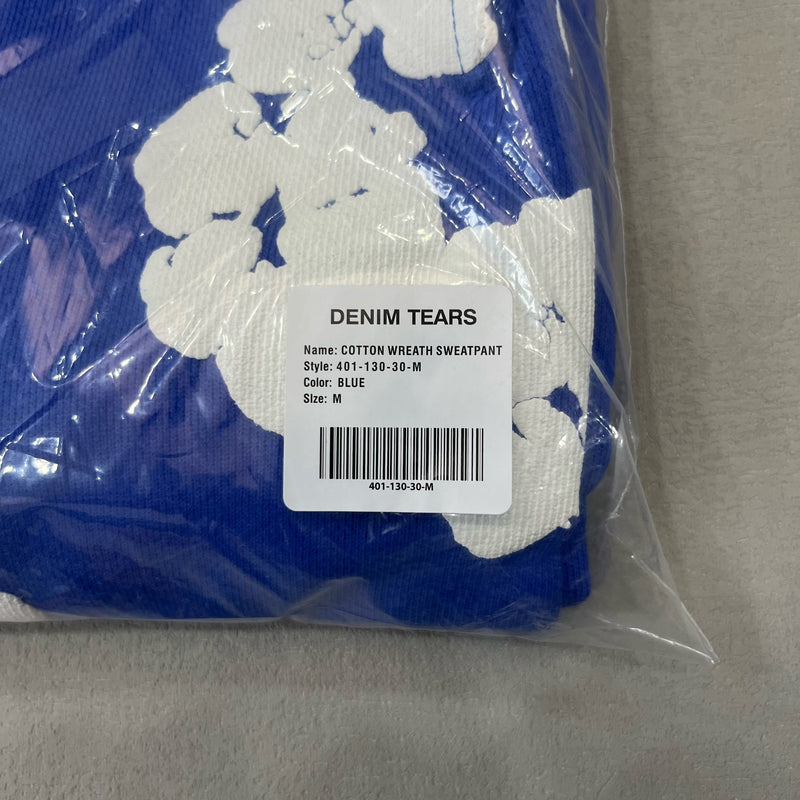 DENIM TEARS
Name: COTTON WREATH SWEATPANT
Style: 401-130-30-M
Color: BLUE
Size: M
401-130-30-M